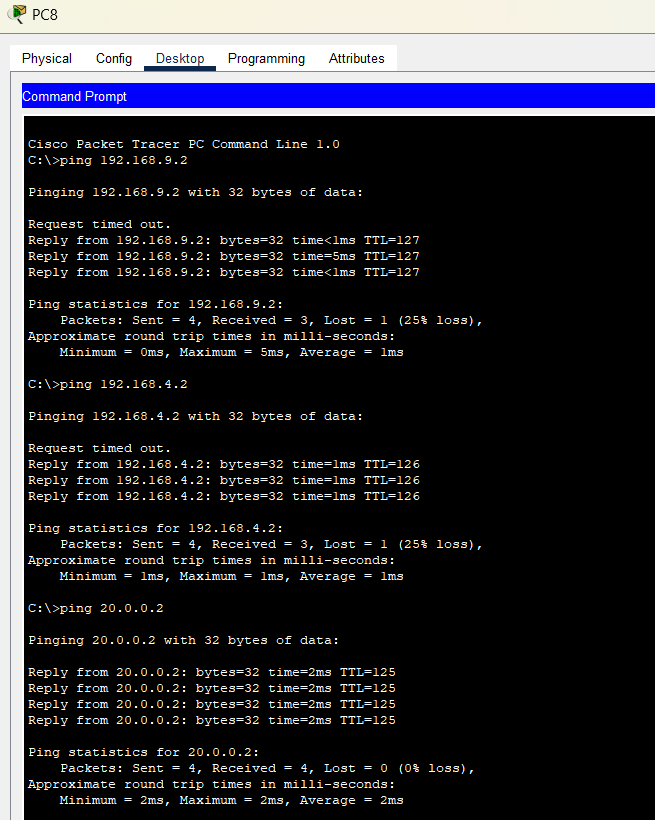 PC8
Physical Config Desktop Programming Attributes
Command Prompt
Cisco Packet Tracer PC Command Line 1.0
C:\>ping 192.168.9.2
Pinging 192.168.9.2 with 32 bytes of data:
Request timed out.
Reply from 192.168.9.2: bytes=32 time<1ms TTL=127
Reply from 192.168.9.2: bytes=32 time=5ms TTL=127
Reply from 192.168.9.2: bytes=32 time<1ms TTL=127
Ping statistics for 192.168.9.2:
Packets: Sent = 4, Received = 3, Lost = 1 (25% loss),
Approximate round trip times in milli-seconds:
Minimum = 0ms, Maximum = 5ms, Average = 1ms
C:\>ping 192.168.4.2
Pinging 192.168.4.2 with 32 bytes of data:
Request timed out.
Reply from 192.168.4.2: bytes=32 time=1ms TTL=126
Reply from 192.168.4.2: bytes=32 time=1ms TTL=126
Reply from 192.168.4.2: bytes=32 time=1ms TTL=126
Ping statistics for 192.168.4.2:
Packets: Sent = 4, Received = 3, Lost = 1 (25% loss),
Approximate round trip times in milli-seconds:
Minimum = 1ms, Maximum = 1ms, Average = 1ms
C:\>ping 20.0.0.2
Pinging 20.0.0.2 with 32 bytes of data:
Reply from 20.0.0.2: bytes=32 time=2ms TTL=125
Reply from 20.0.0.2: bytes=32 time=2ms TTL=125
Reply from 20.0.0.2: bytes=32 time=2ms TTL=125
Reply from 20.0.0.2: bytes=32 time=2ms TTL=125
Ping statistics for 20.0.0.2:
Packets: Sent = 4, Received = 4, Lost = 0 (0% loss),
Approximate round trip times in milli-seconds:
Minimum = 2ms, Maximum = 2ms, Average = 2ms